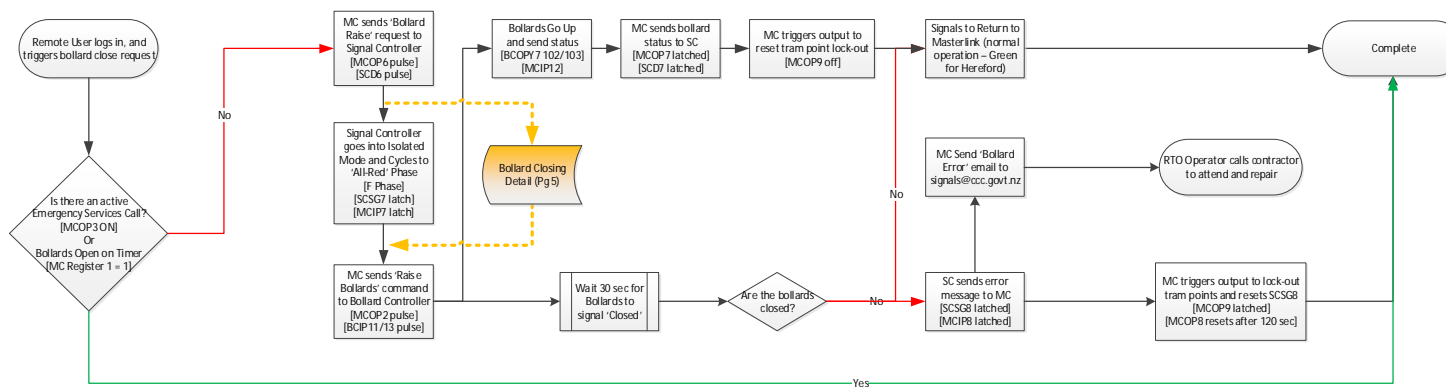 Remote User logs in, and
triggers bollard close request
Is there an active
Emergency Services Call?
[MCOP3 ON]
Or
Bollards Open on Timer
[MC Register 1 = 1]
No
MC sends ‘Bollard
Raise’ request to
Signal Controller
[MCOP6 pulse]
[SCD6 pulse]
Signal Controller
goes into Isolated
Mode and Cycles to
‘All-Red’ Phase
[F Phase]
[SCSG7 latch]
[MCIP7 latch]
MC sends ‘Raise
Bollards’ command
to Bollard Controller
[MCOP2 pulse]
[BCIP11/13 pulse]
Bollard Closing
Detail (Pg 5)
Bollards Go Up
and send status
[BCOPY7 102/103]
[MCIP12]
MC sends bollard
status to SC
[MCOP7 latched]
[SCD7 latched]
MC triggers output to
reset tram point lock-out
[MCOP9 off]
Signals to Return to
Masterlink (normal
operation – Green
for Hereford)
Complete
Wait 30 sec for
Bollards to
signal ‘Closed’
Are the bollards
closed?
No
No
SC sends error
message to MC
[SCSG8 latched]
[MCIP8 latched]
MC Send ‘Bollard
Error’ email to
signals@ccc.govt.nz
RTO Operator calls contractor
to attend and repair
MC triggers output to lock-out
tram points and resets SCSG8
[MCOP9 latched]
[MCOP8 resets after 120 sec]
Yes